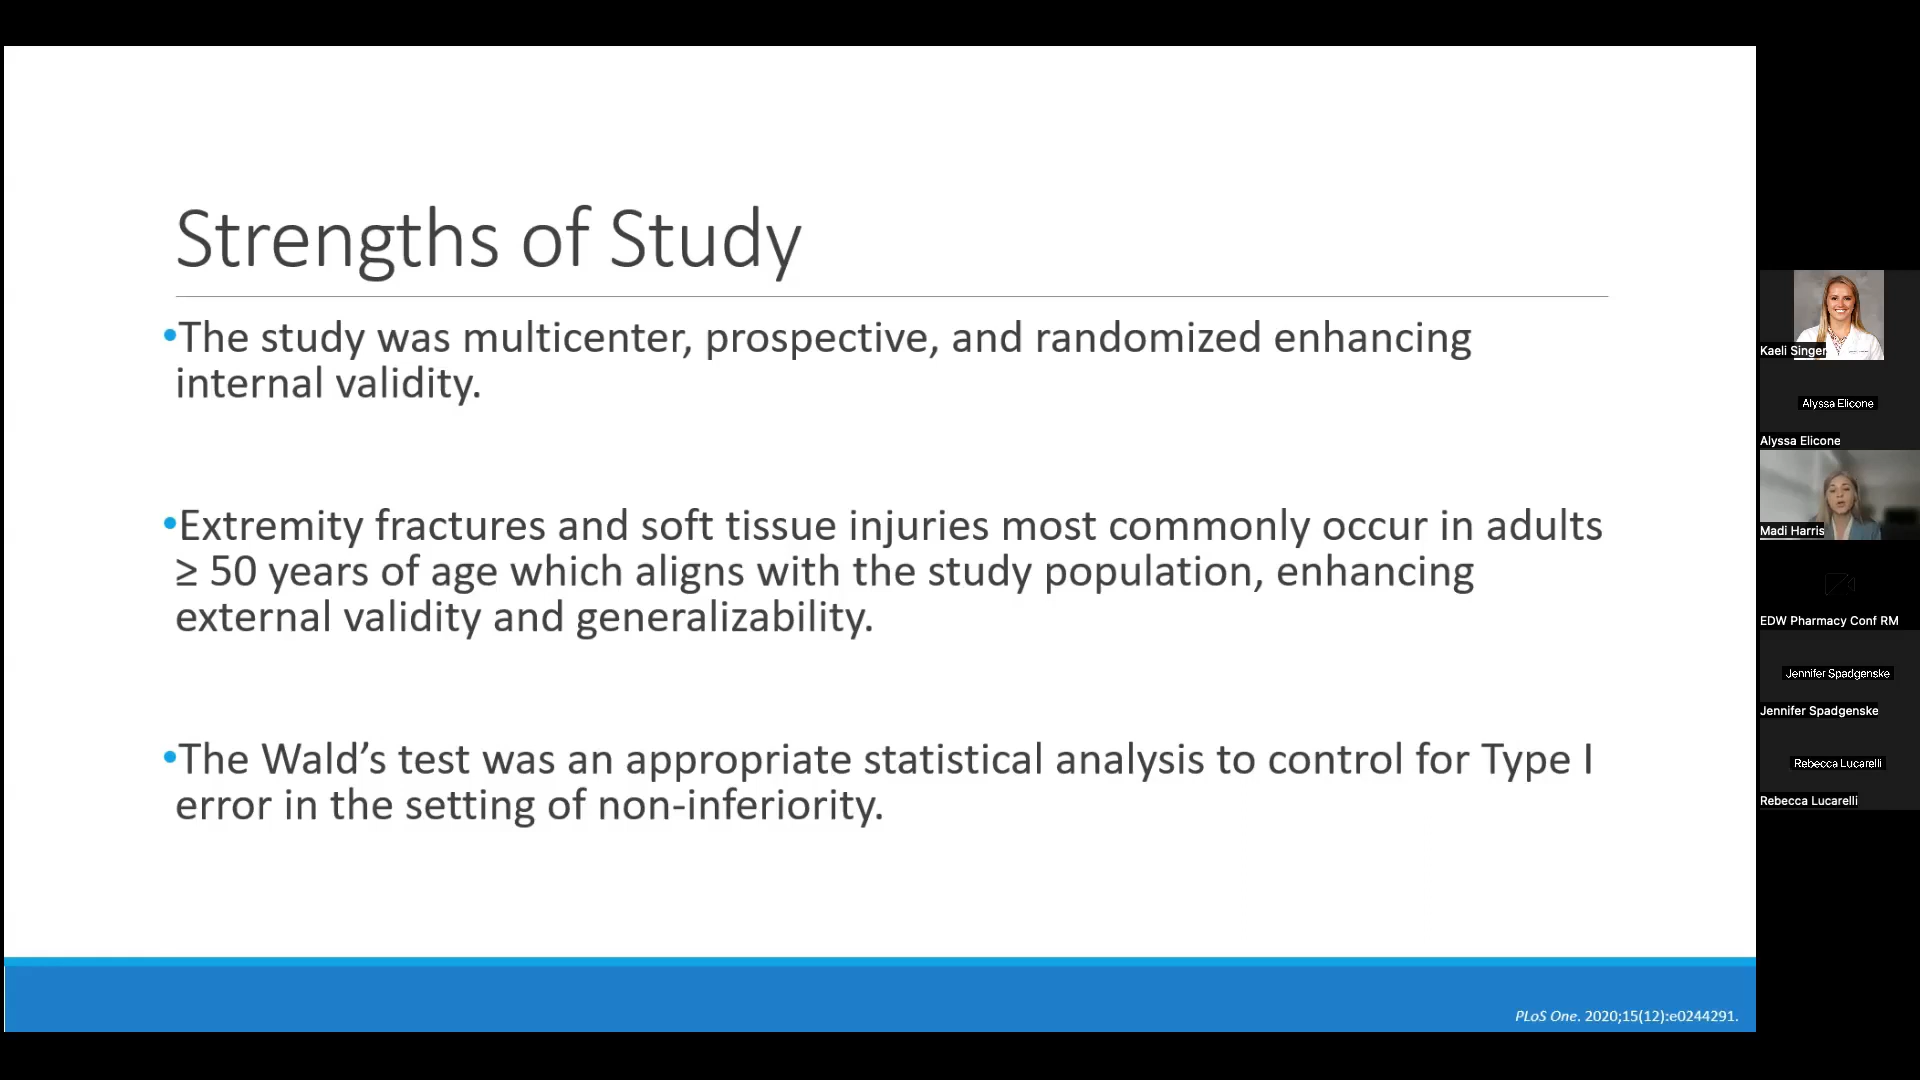 Strengths of Study
•The study was multicenter, prospective, and randomized enhancing
internal validity.
•Extremity fractures and soft tissue injuries most commonly occur in adults
≥ 50 years of age which aligns with the study population, enhancing
external validity and generalizability.
•The Wald’s test was an appropriate statistical analysis to control for Type I
error in the setting of non-inferiority.
PLoS One. 2020;15(12):e0244291.
Kaeli Singer
Alyssa Elicone
Alyssa Elicone
Madi Harris
EDW Pharmacy Conf RM
Jennifer Spadgenske
Jennifer Spadgenske
Rebecca Lucarelli
Rebecca Lucarelli